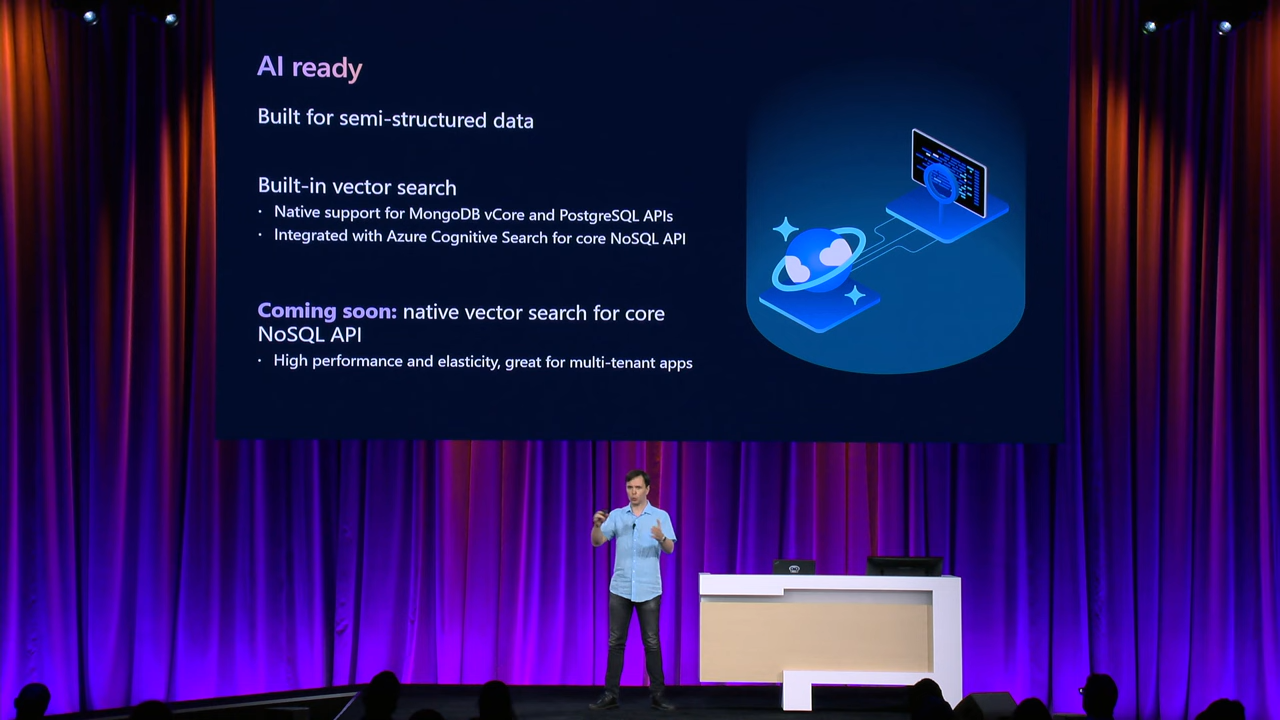 AI ready
Built for semi-structured data
Built-in vector search
· Native support for MongoDB vCore and PostgreSQL APIs
· Integrated with Azure Cognitive Search for core NoSQL API
Coming soon: native vector search for core
NoSQL API
· High performance and elasticity, great for multi-tenant apps